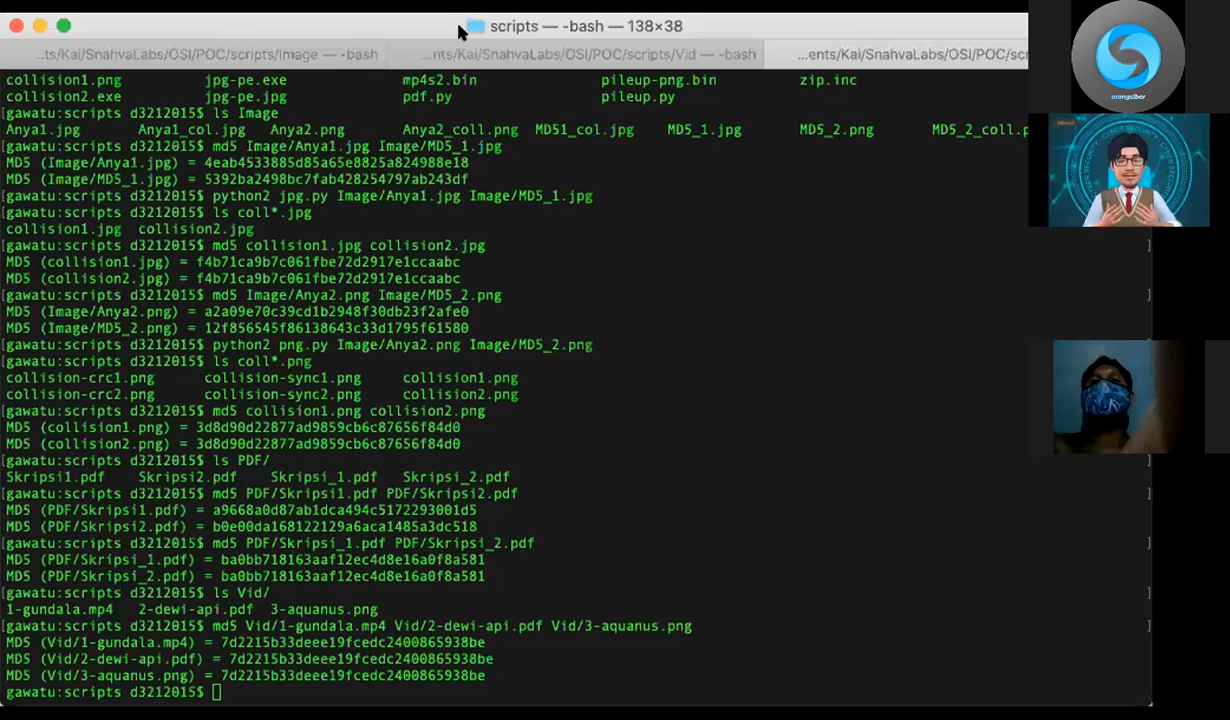 scripts — -bash — 138×38
...ts/Kai/SnahvaLabs/OSI/POC/scripts/Image — -bash
...nts/Kai/SnahvaLabs/OSI/POC/scripts/Vid — -bash
...ents/Kai/SnahvaLabs/OSI/POC/scr
collision1.png jpg-pe.exe mp4s2.bin pileup-png.bin zip.inc
collision2.exe jpg-pe.jpg pdf.py pileup.py
[gawatu:scripts d3212015$ ls Image
Anya1.jpg Anya1_col.jpg Anya2.png Anya2_coll.png MD51_col.jpg MD5_1.jpg MD5_2.png MD5_2_coll.p
[gawatu:scripts d3212015$ md5 Image/Anya1.jpg Image/MD5_1.jpg
MD5 (Image/Anya1.jpg) = 4eab4533885d85a65e8825a824988e18
MD5 (Image/MD5_1.jpg) = 5392ba2498bc7fab428254797ab243df
[gawatu:scripts d3212015$ python2 jpg.py Image/Anya1.jpg Image/MD5_1.jpg
[gawatu:scripts d3212015$ ls coll*.jpg
collision1.jpg collision2.jpg
[gawatu:scripts d3212015$ md5 collision1.jpg collision2.jpg ]
MD5 (collision1.jpg) = f4b71ca9b7c061fbe72d2917e1ccaabc
MD5 (collision2.jpg) = f4b71ca9b7c061fbe72d2917e1ccaabc
[gawatu:scripts d3212015$ md5 Image/Anya2.png Image/MD5_2.png ]
MD5 (Image/Anya2.png) = a2a09e70c39cd1b2948f30db23f2afe0
MD5 (Image/MD5_2.png) = 12f856545f86138643c33d1795f61580
[gawatu:scripts d3212015$ python2 png.py Image/Anya2.png Image/MD5_2.png
[gawatu:scripts d3212015$ ls coll*.png
collision-crc1.png collision-sync1.png collision1.png
collision-crc2.png collision-sync2.png collision2.png
[gawatu:scripts d3212015$ md5 collision1.png collision2.png
MD5 (collision1.png) = 3d8d90d22877ad9859cb6c87656f84d0
MD5 (collision2.png) = 3d8d90d22877ad9859cb6c87656f84d0
[gawatu:scripts d3212015$ ls PDF/ ]
Skripsi1.pdf Skripsi2.pdf Skripsi_1.pdf Skripsi_2.pdf
[gawatu:scripts d3212015$ md5 PDF/Skripsi1.pdf PDF/Skripsi2.pdf ]
MD5 (PDF/Skripsi1.pdf) = a9668a0d87ab1dca494c5172293001d5
MD5 (PDF/Skripsi2.pdf) = b0e00da168122129a6aca1485a3dc518
[gawatu:scripts d3212015$ md5 PDF/Skripsi_1.pdf PDF/Skripsi_2.pdf ]
MD5 (PDF/Skripsi_1.pdf) = ba0bb718163aaf12ec4d8e16a0f8a581
MD5 (PDF/Skripsi_2.pdf) = ba0bb718163aaf12ec4d8e16a0f8a581
[gawatu:scripts d3212015$ ls Vid/ ]
1-gundala.mp4 2-dewi-api.pdf 3-aquanus.png
[gawatu:scripts d3212015$ md5 Vid/1-gundala.mp4 Vid/2-dewi-api.pdf Vid/3-aquanus.png ]
MD5 (Vid/1-gundala.mp4) = 7d2215b33deee19fcedc2400865938be
MD5 (Vid/2-dewi-api.pdf) = 7d2215b33deee19fcedc2400865938be
MD5 (Vid/3-aquanus.png) = 7d2215b33deee19fcedc2400865938be
gawatu:scripts d3212015$
orangsiber